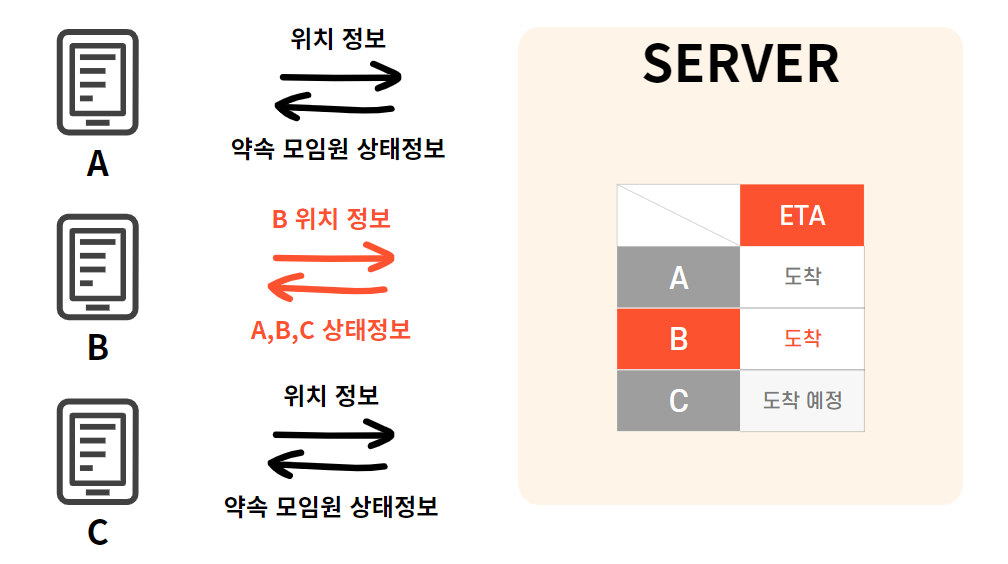 위치 정보
약속 모임원 상태정보
A
B 위치 정보
A,B,C 상태정보
B
위치 정보
약속 모임원 상태정보
C
SERVER
ETA
A 도착
B 도착
C 도착 예정